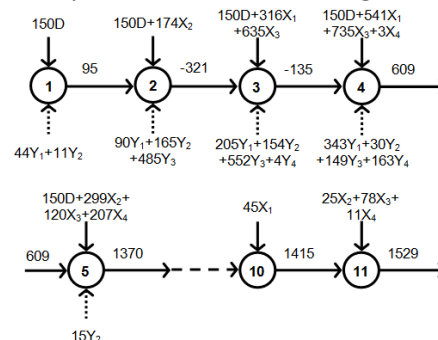 150D
150D+174X₂
150D+316X₁
+635X₃
150D+541X₁
+735X₃+3X₄
1
95
2
-321
3
-135
4
609
44Y₁+11Y₂
90Y₁+165Y₂
+485Y₃
205Y₁+154Y₂
+552Y₃+4Y₄
343Y₁+30Y₂
+149Y₃+163Y₄
150D+299X₂+
120X₃+207X₄
45X₁
25X₂+78X₃+
11X₄
609
5
1370
10
1415
11
1529
15Y₂